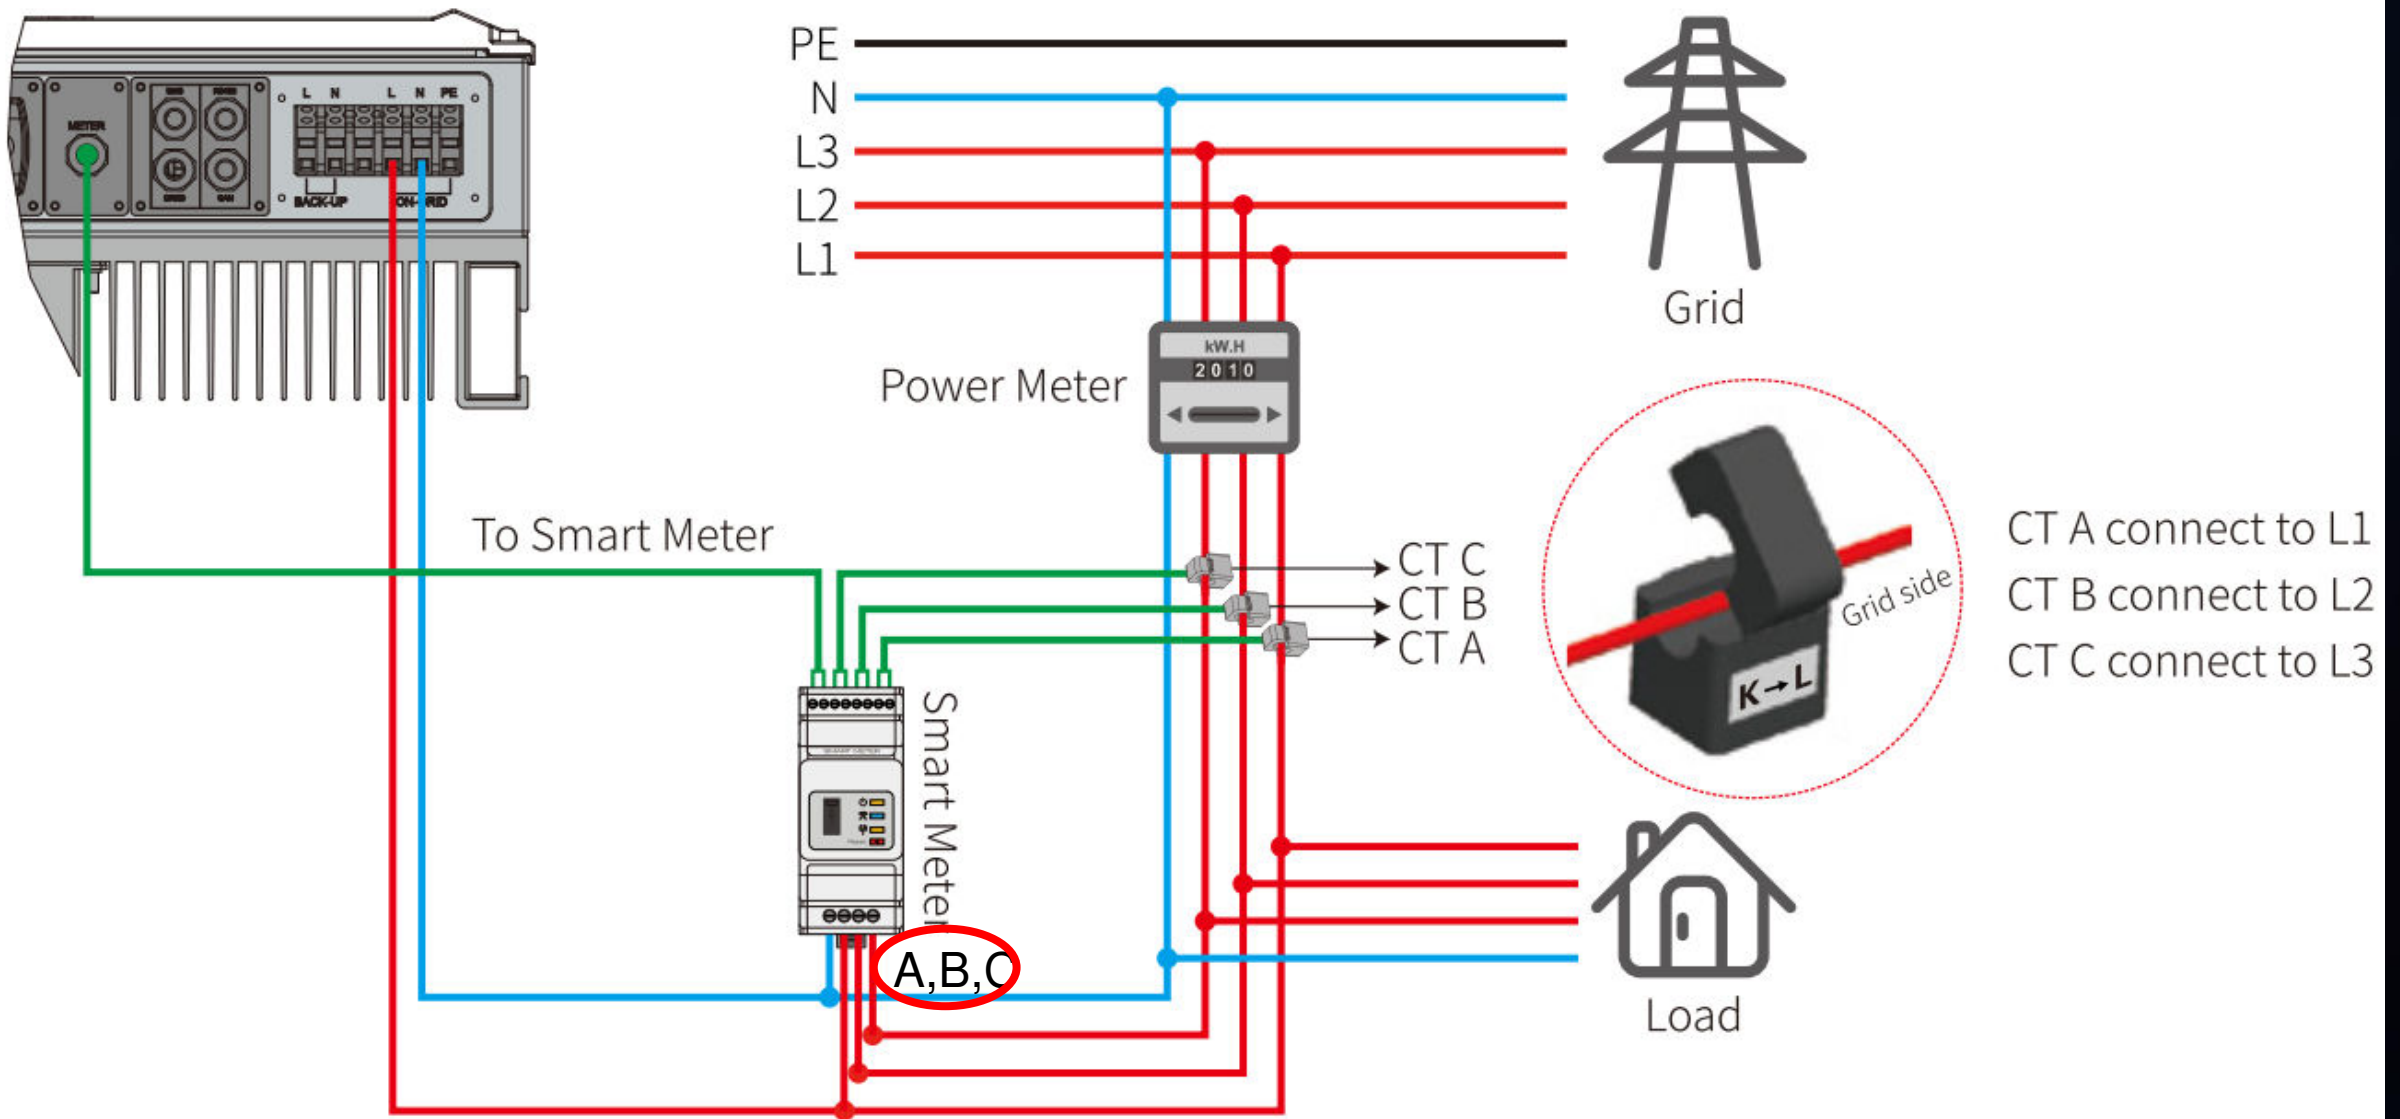 PE
N
L3
L2
L1
Grid
L N L N PE
METER
BACK-UP
ON-GRID
kW.H
2010
Power Meter
To Smart Meter
CT C
CT B
CT A
Grid side
K→L
CT A connect to L1
CT B connect to L2
CT C connect to L3
SMART METER
Smart Meter
A,B,C
Load